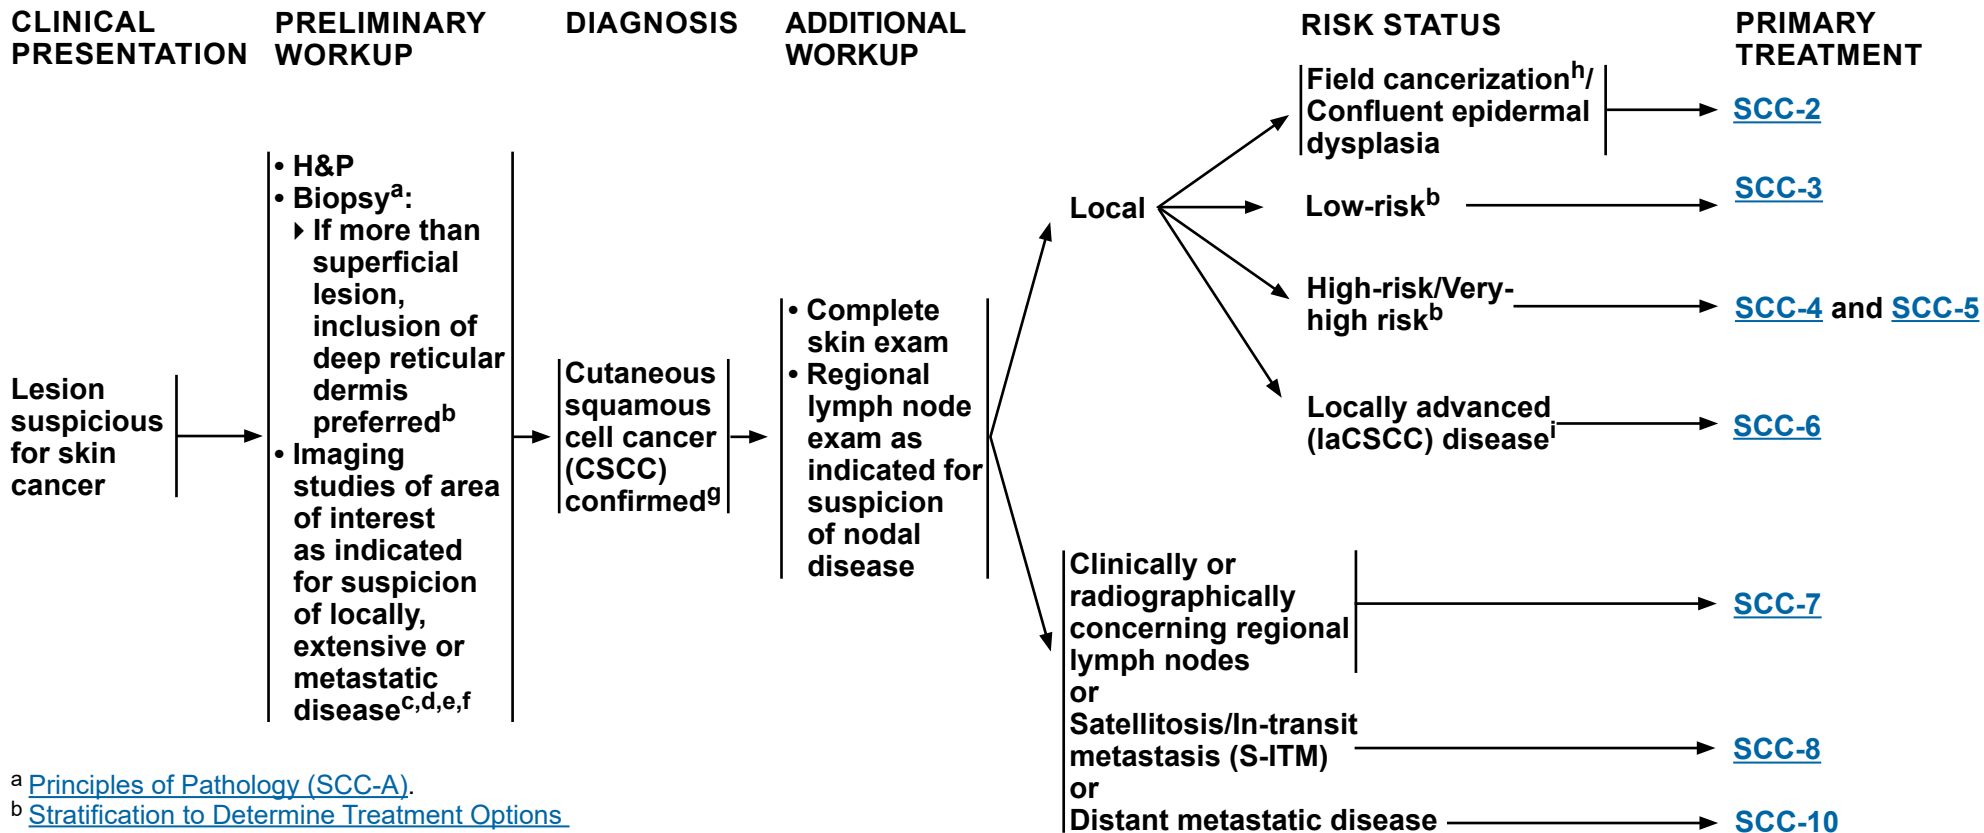 CLINICAL
PRESENTATION
PRELIMINARY
WORKUP
DIAGNOSIS
ADDITIONAL
WORKUP
RISK STATUS
PRIMARY
TREATMENT
Lesion
suspicious
for skin
cancer
• H&P
• Biopsyᵃ:
‣ If more than
superficial
lesion,
inclusion of
deep reticular
dermis
preferredᵇ
• Imaging
studies of area
of interest
as indicated
for suspicion
of locally,
extensive or
metastatic
diseaseᶜ,ᵈ,ᵉ,ᶠ
Cutaneous
squamous
cell cancer
(CSCC)
confirmedᵍ
• Complete
skin exam
• Regional
lymph node
exam as
indicated for
suspicion
of nodal
disease
Local
Field cancerizationʰ/
Confluent epidermal
dysplasia
SCC-2
Low-riskᵇ
SCC-3
High-risk/Very-
high riskᵇ
SCC-4 and SCC-5
Locally advanced
(laCSCC) diseaseⁱ
SCC-6
Clinically or
radiographically
concerning regional
lymph nodes
SCC-7
or
Satellitosis/In-transit
metastasis (S-ITM)
SCC-8
or
Distant metastatic disease
SCC-10
ᵃ Principles of Pathology (SCC-A).
ᵇ Stratification to Determine Treatment Options